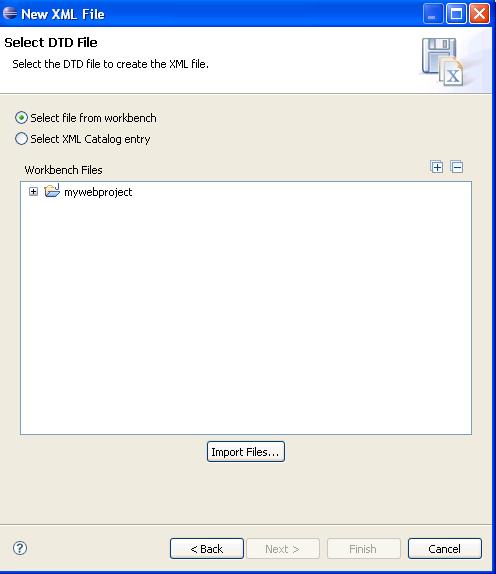 New XML File
Select DTD File
Select the DTD file to create the XML file.
X
Select file from workbench
Select XML Catalog entry
Workbench Files
mywebproject
Import Files...
?
< Back Next > Finish Cancel